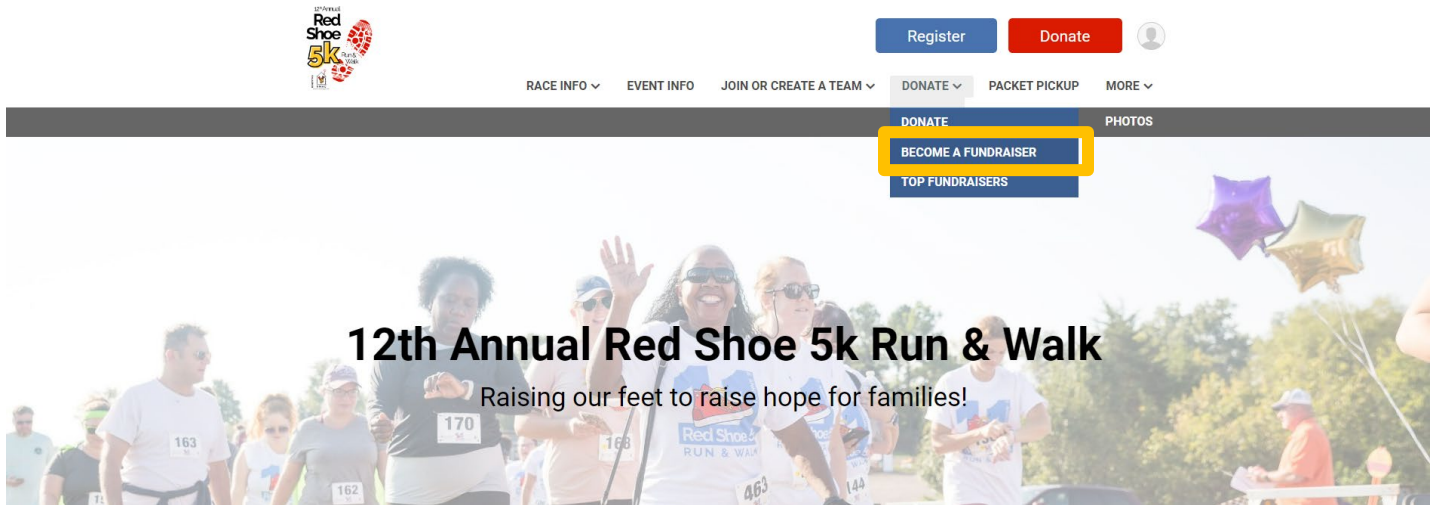 12th Annual
Red
Shoe
5k
Run &
Walk
Register
Donate
RACE INFO
EVENT INFO
JOIN OR CREATE A TEAM
DONATE
PACKET PICKUP
MORE
DONATE
PHOTOS
BECOME A FUNDRAISER
TOP FUNDRAISERS
12th Annual Red Shoe 5k Run & Walk
Raising our feet to raise hope for families!
170
163
168
Red Shoe
RUN & WALK
162
463
144